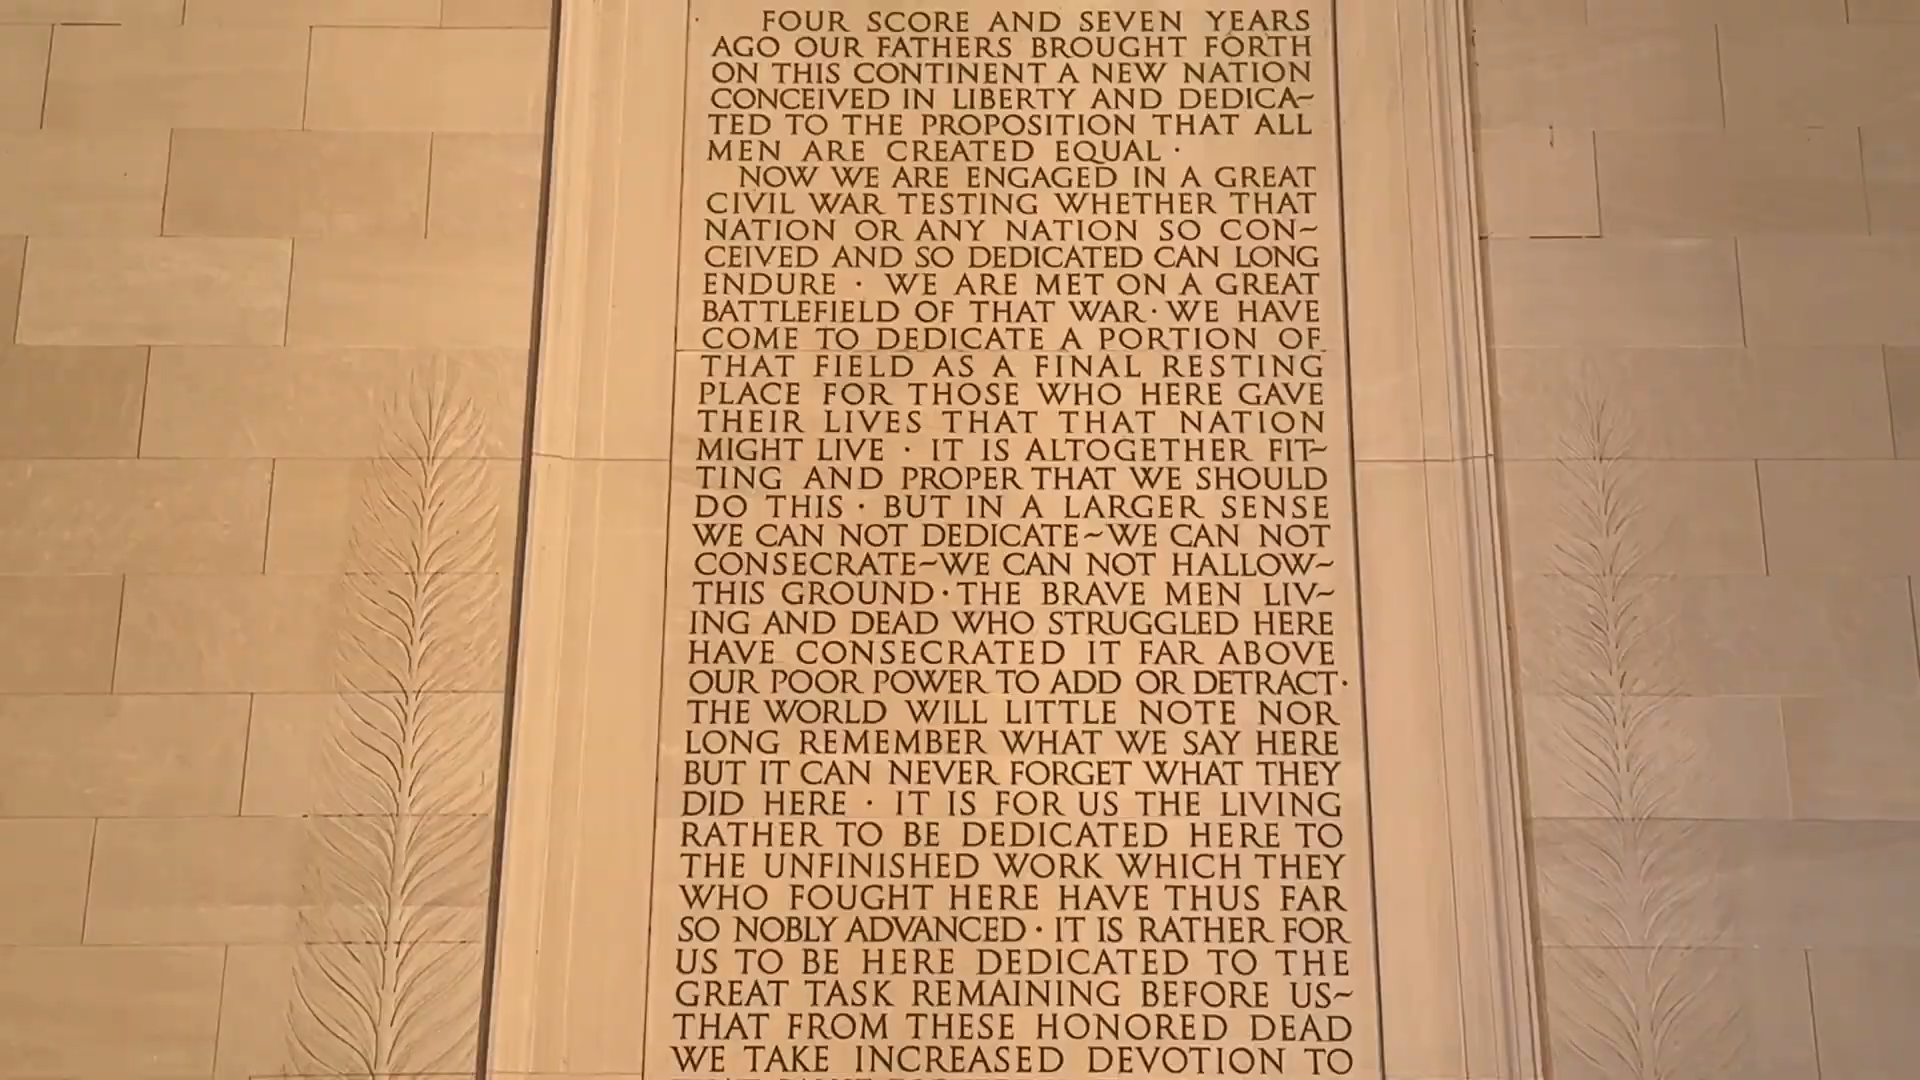 FOUR SCORE AND SEVEN YEARS
AGO OUR FATHERS BROUGHT FORTH
ON THIS CONTINENT A NEW NATION
CONCEIVED IN LIBERTY AND DEDICA~
TED TO THE PROPOSITION THAT ALL
MEN ARE CREATED EQUAL ·
NOW WE ARE ENGAGED IN A GREAT
CIVIL WAR TESTING WHETHER THAT
NATION OR ANY NATION SO CON~
CEIVED AND SO DEDICATED CAN LONG
ENDURE · WE ARE MET ON A GREAT
BATTLEFIELD OF THAT WAR · WE HAVE
COME TO DEDICATE A PORTION OF
THAT FIELD AS A FINAL RESTING
PLACE FOR THOSE WHO HERE GAVE
THEIR LIVES THAT THAT NATION
MIGHT LIVE · IT IS ALTOGETHER FIT~
TING AND PROPER THAT WE SHOULD
DO THIS · BUT IN A LARGER SENSE
WE CAN NOT DEDICATE~WE CAN NOT
CONSECRATE~WE CAN NOT HALLOW~
THIS GROUND · THE BRAVE MEN LIV~
ING AND DEAD WHO STRUGGLED HERE
HAVE CONSECRATED IT FAR ABOVE
OUR POOR POWER TO ADD OR DETRACT ·
THE WORLD WILL LITTLE NOTE NOR
LONG REMEMBER WHAT WE SAY HERE
BUT IT CAN NEVER FORGET WHAT THEY
DID HERE · IT IS FOR US THE LIVING
RATHER TO BE DEDICATED HERE TO
THE UNFINISHED WORK WHICH THEY
WHO FOUGHT HERE HAVE THUS FAR
SO NOBLY ADVANCED · IT IS RATHER FOR
US TO BE HERE DEDICATED TO THE
GREAT TASK REMAINING BEFORE US~
THAT FROM THESE HONORED DEAD
WE TAKE INCREASED DEVOTION TO